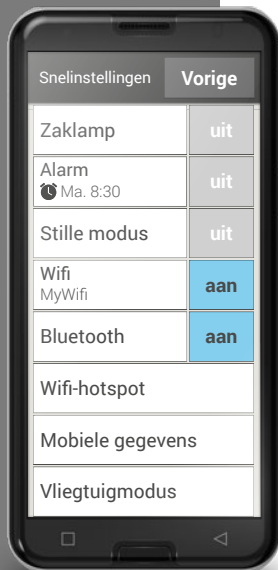 Snelinstellingen Vorige
Zaklamp uit
Alarm
Ma. 8:30
uit
Stille modus uit
Wifi
MyWifi
aan
Bluetooth aan
Wifi-hotspot
Mobiele gegevens
Vliegtuigmodus